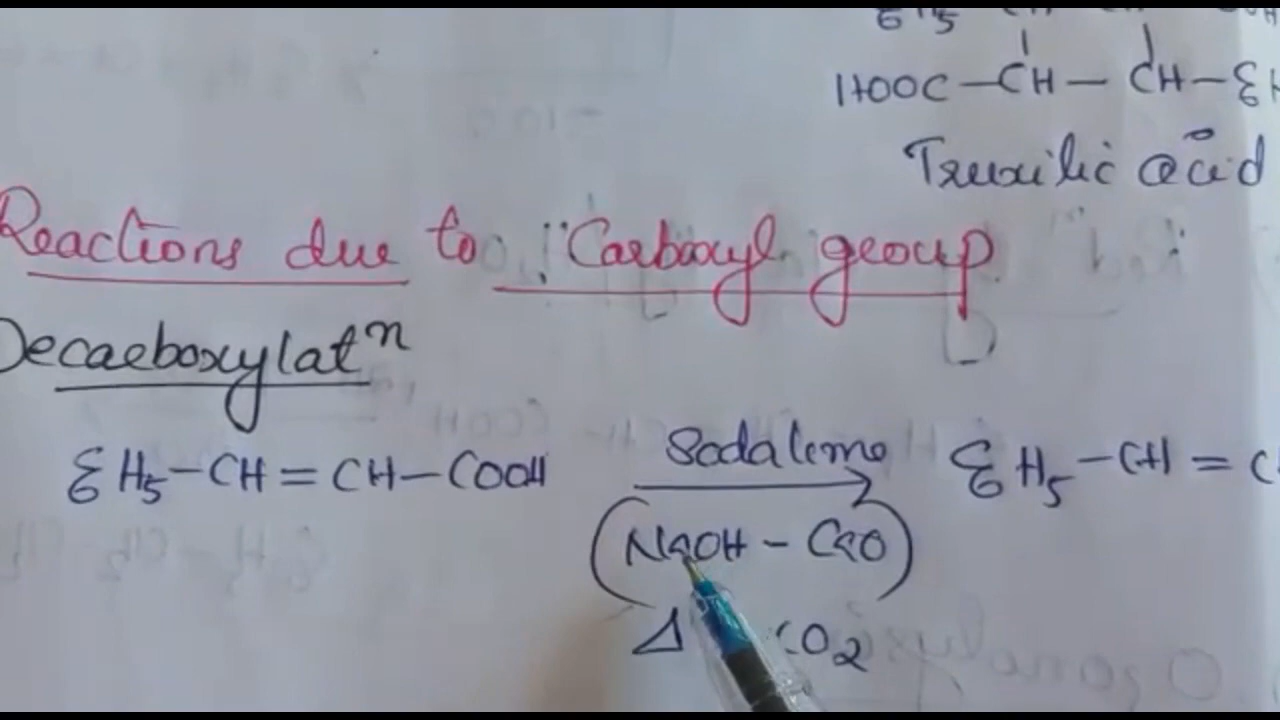 HOOC-CH-CH-C6H
Truxilic acid
Reactions due to Carboxyl group
Decarboxylatn
C6H5-CH=CH-COOH Sodalime C6H5-CH=C
(NaOH-CaO)
Δ CO2